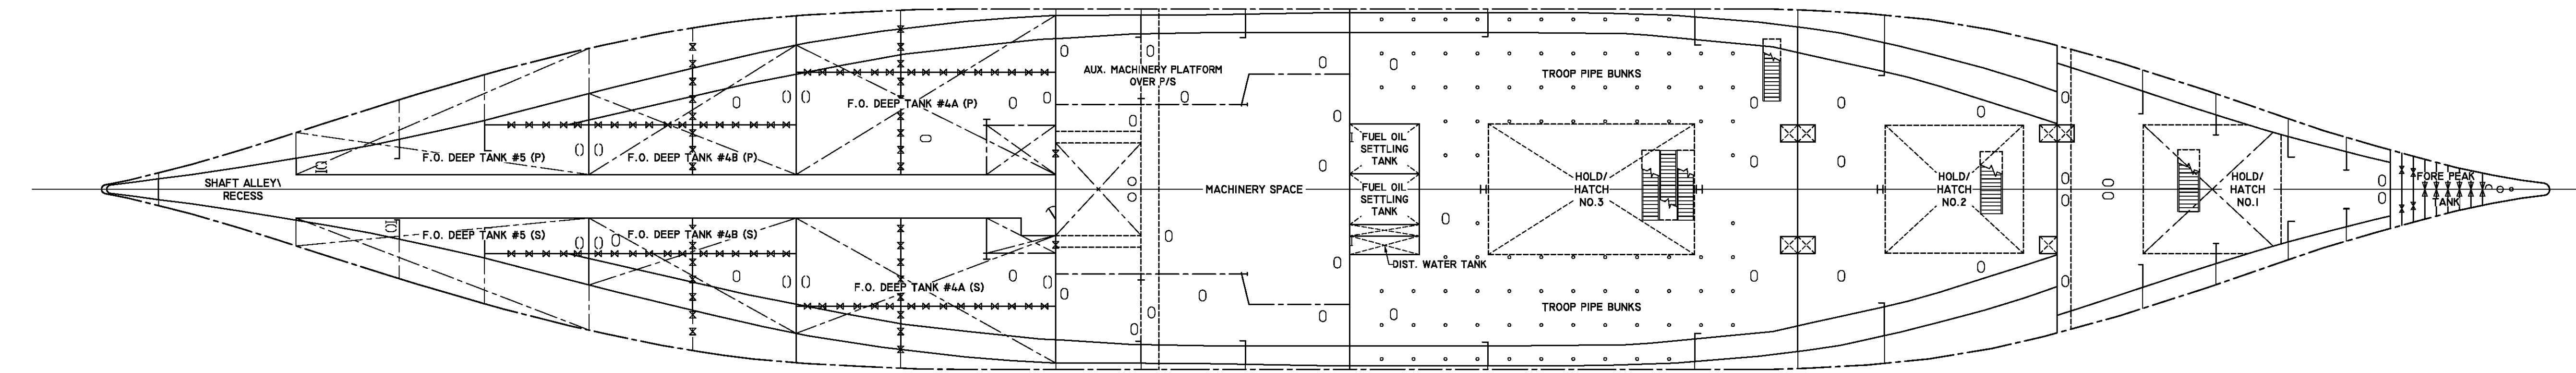 AUX. MACHINERY PLATFORM
OVER P/S
TROOP PIPE BUNKS
F.O. DEEP TANK #4A (P)
F.O. DEEP TANK #5 (P)
F.O. DEEP TANK #4B (P)
FUEL OIL
SETTLING
TANK
SHAFT ALLEY\
RECESS
MACHINERY SPACE
FUEL OIL
SETTLING
TANK
HOLD/
HATCH
NO.3
HOLD/
HATCH
NO.2
HOLD/
HATCH
NO.1
FORE PEAK
TANK
F.O. DEEP TANK #5 (S)
F.O. DEEP TANK #4B (S)
DIST. WATER TANK
F.O. DEEP TANK #4A (S)
TROOP PIPE BUNKS